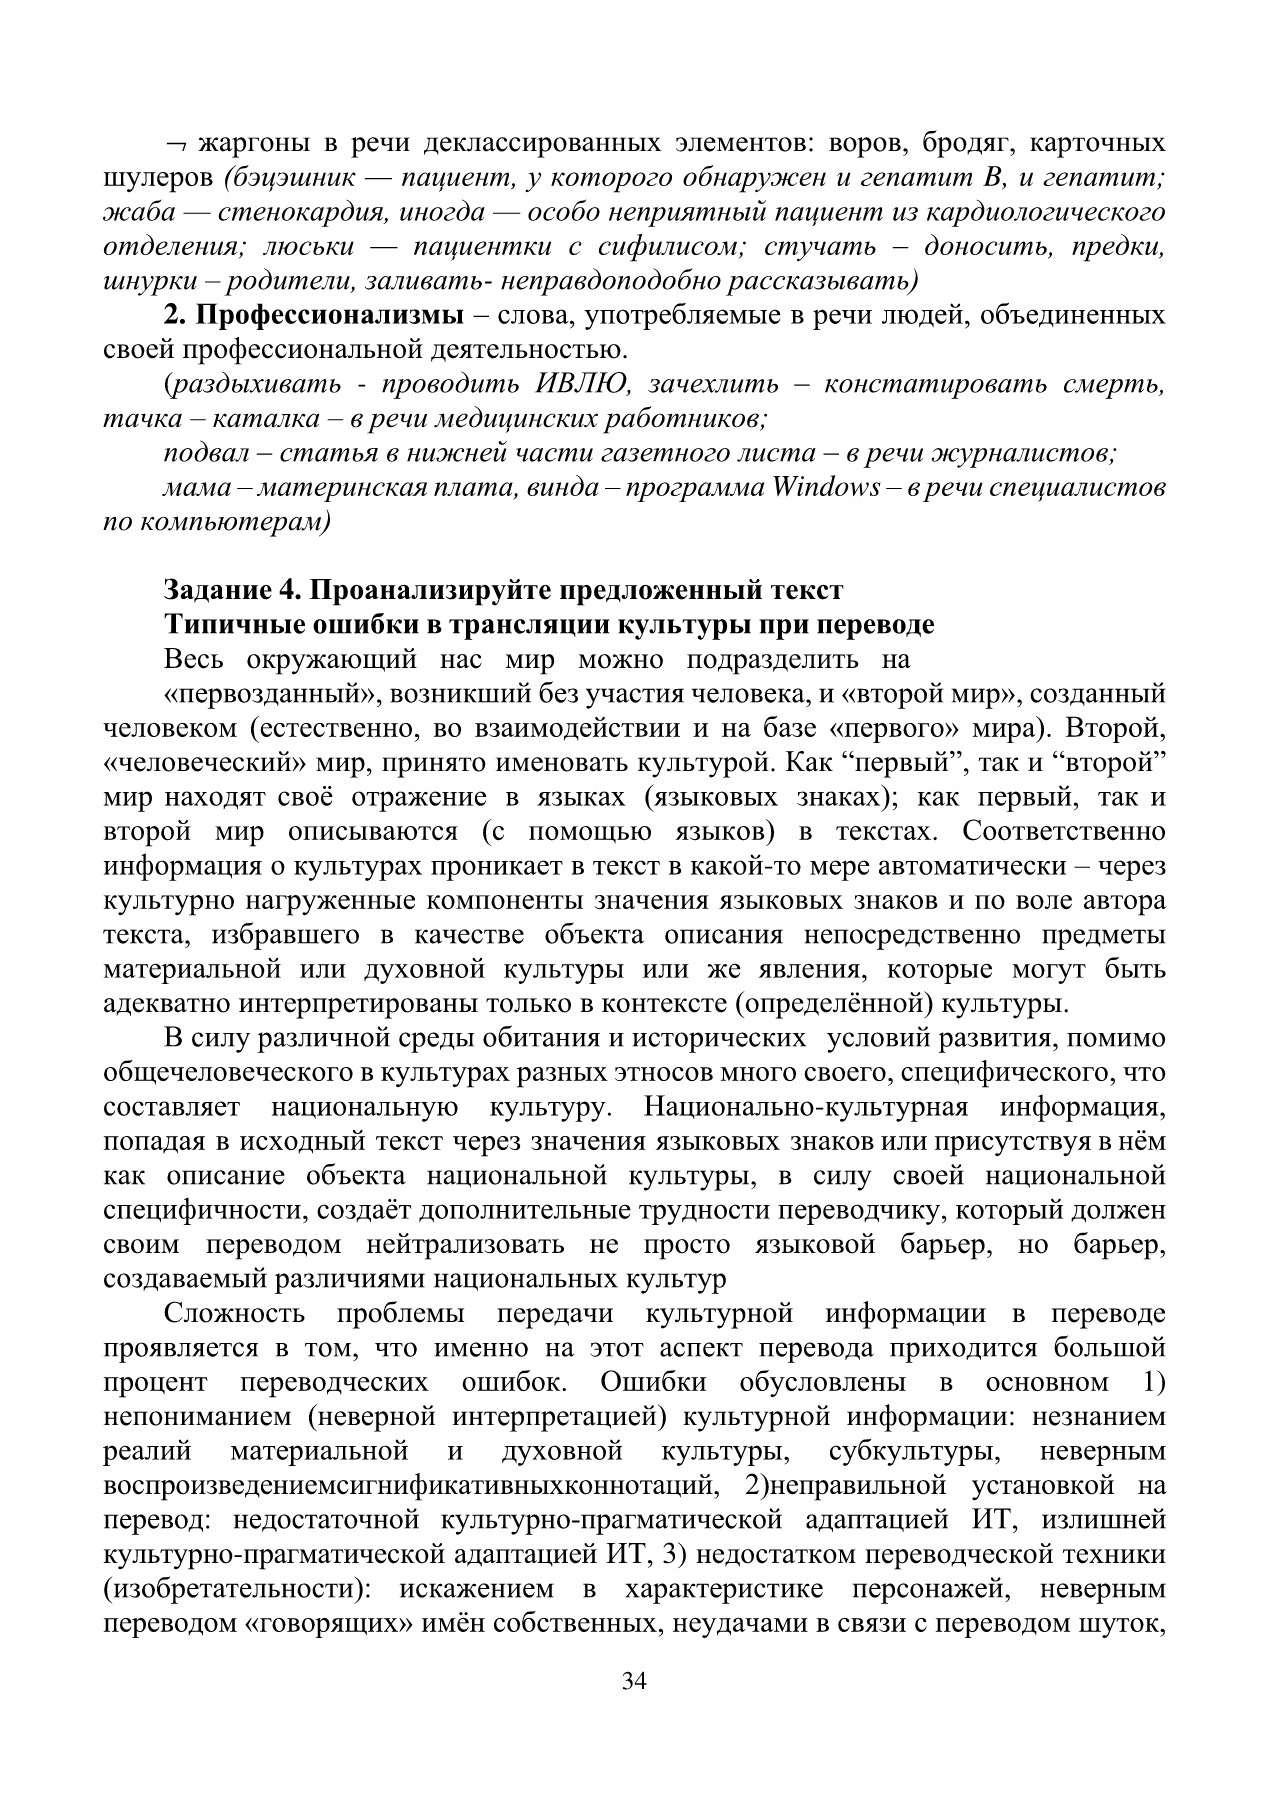 ¬ жаргоны в речи деклассированных элементов: воров, бродяг, карточных
шулеров (бэцэшник — пациент, у которого обнаружен и гепатит В, и гепатит;
жаба — стенокардия, иногда — особо неприятный пациент из кардиологического
отделения; люськи — пациентки с сифилисом; стучать – доносить, предки,
шнурки – родители, заливать- неправдоподобно рассказывать)
2. Профессионализмы – слова, употребляемые в речи людей, объединенных
своей профессиональной деятельностью.
(раздыхивать - проводить ИВЛЮ, зачехлить – констатировать смерть,
тачка – каталка – в речи медицинских работников;
подвал – статья в нижней части газетного листа – в речи журналистов;
мама – материнская плата, винда – программа Windows – в речи специалистов
по компьютерам)
Задание 4. Проанализируйте предложенный текст
Типичные ошибки в трансляции культуры при переводе
Весь окружающий нас мир можно подразделить на
«первозданный», возникший без участия человека, и «второй мир», созданный
человеком (естественно, во взаимодействии и на базе «первого» мира). Второй,
«человеческий» мир, принято именовать культурой. Как “первый”, так и “второй”
мир находят своё отражение в языках (языковых знаках); как первый, так и
второй мир описываются (с помощью языков) в текстах. Соответственно
информация о культурах проникает в текст в какой-то мере автоматически – через
культурно нагруженные компоненты значения языковых знаков и по воле автора
текста, избравшего в качестве объекта описания непосредственно предметы
материальной или духовной культуры или же явления, которые могут быть
адекватно интерпретированы только в контексте (определённой) культуры.
В силу различной среды обитания и исторических условий развития, помимо
общечеловеческого в культурах разных этносов много своего, специфического, что
составляет национальную культуру. Национально-культурная информация,
попадая в исходный текст через значения языковых знаков или присутствуя в нём
как описание объекта национальной культуры, в силу своей национальной
специфичности, создаёт дополнительные трудности переводчику, который должен
своим переводом нейтрализовать не просто языковой барьер, но барьер,
создаваемый различиями национальных культур
Сложность проблемы передачи культурной информации в переводе
проявляется в том, что именно на этот аспект перевода приходится большой
процент переводческих ошибок. Ошибки обусловлены в основном 1)
непониманием (неверной интерпретацией) культурной информации: незнанием
реалий материальной и духовной культуры, субкультуры, неверным
воспроизведениемсигнификативныхконнотаций, 2)неправильной установкой на
перевод: недостаточной культурно-прагматической адаптацией ИТ, излишней
культурно-прагматической адаптацией ИТ, 3) недостатком переводческой техники
(изобретательности): искажением в характеристике персонажей, неверным
переводом «говорящих» имён собственных, неудачами в связи с переводом шуток,
34